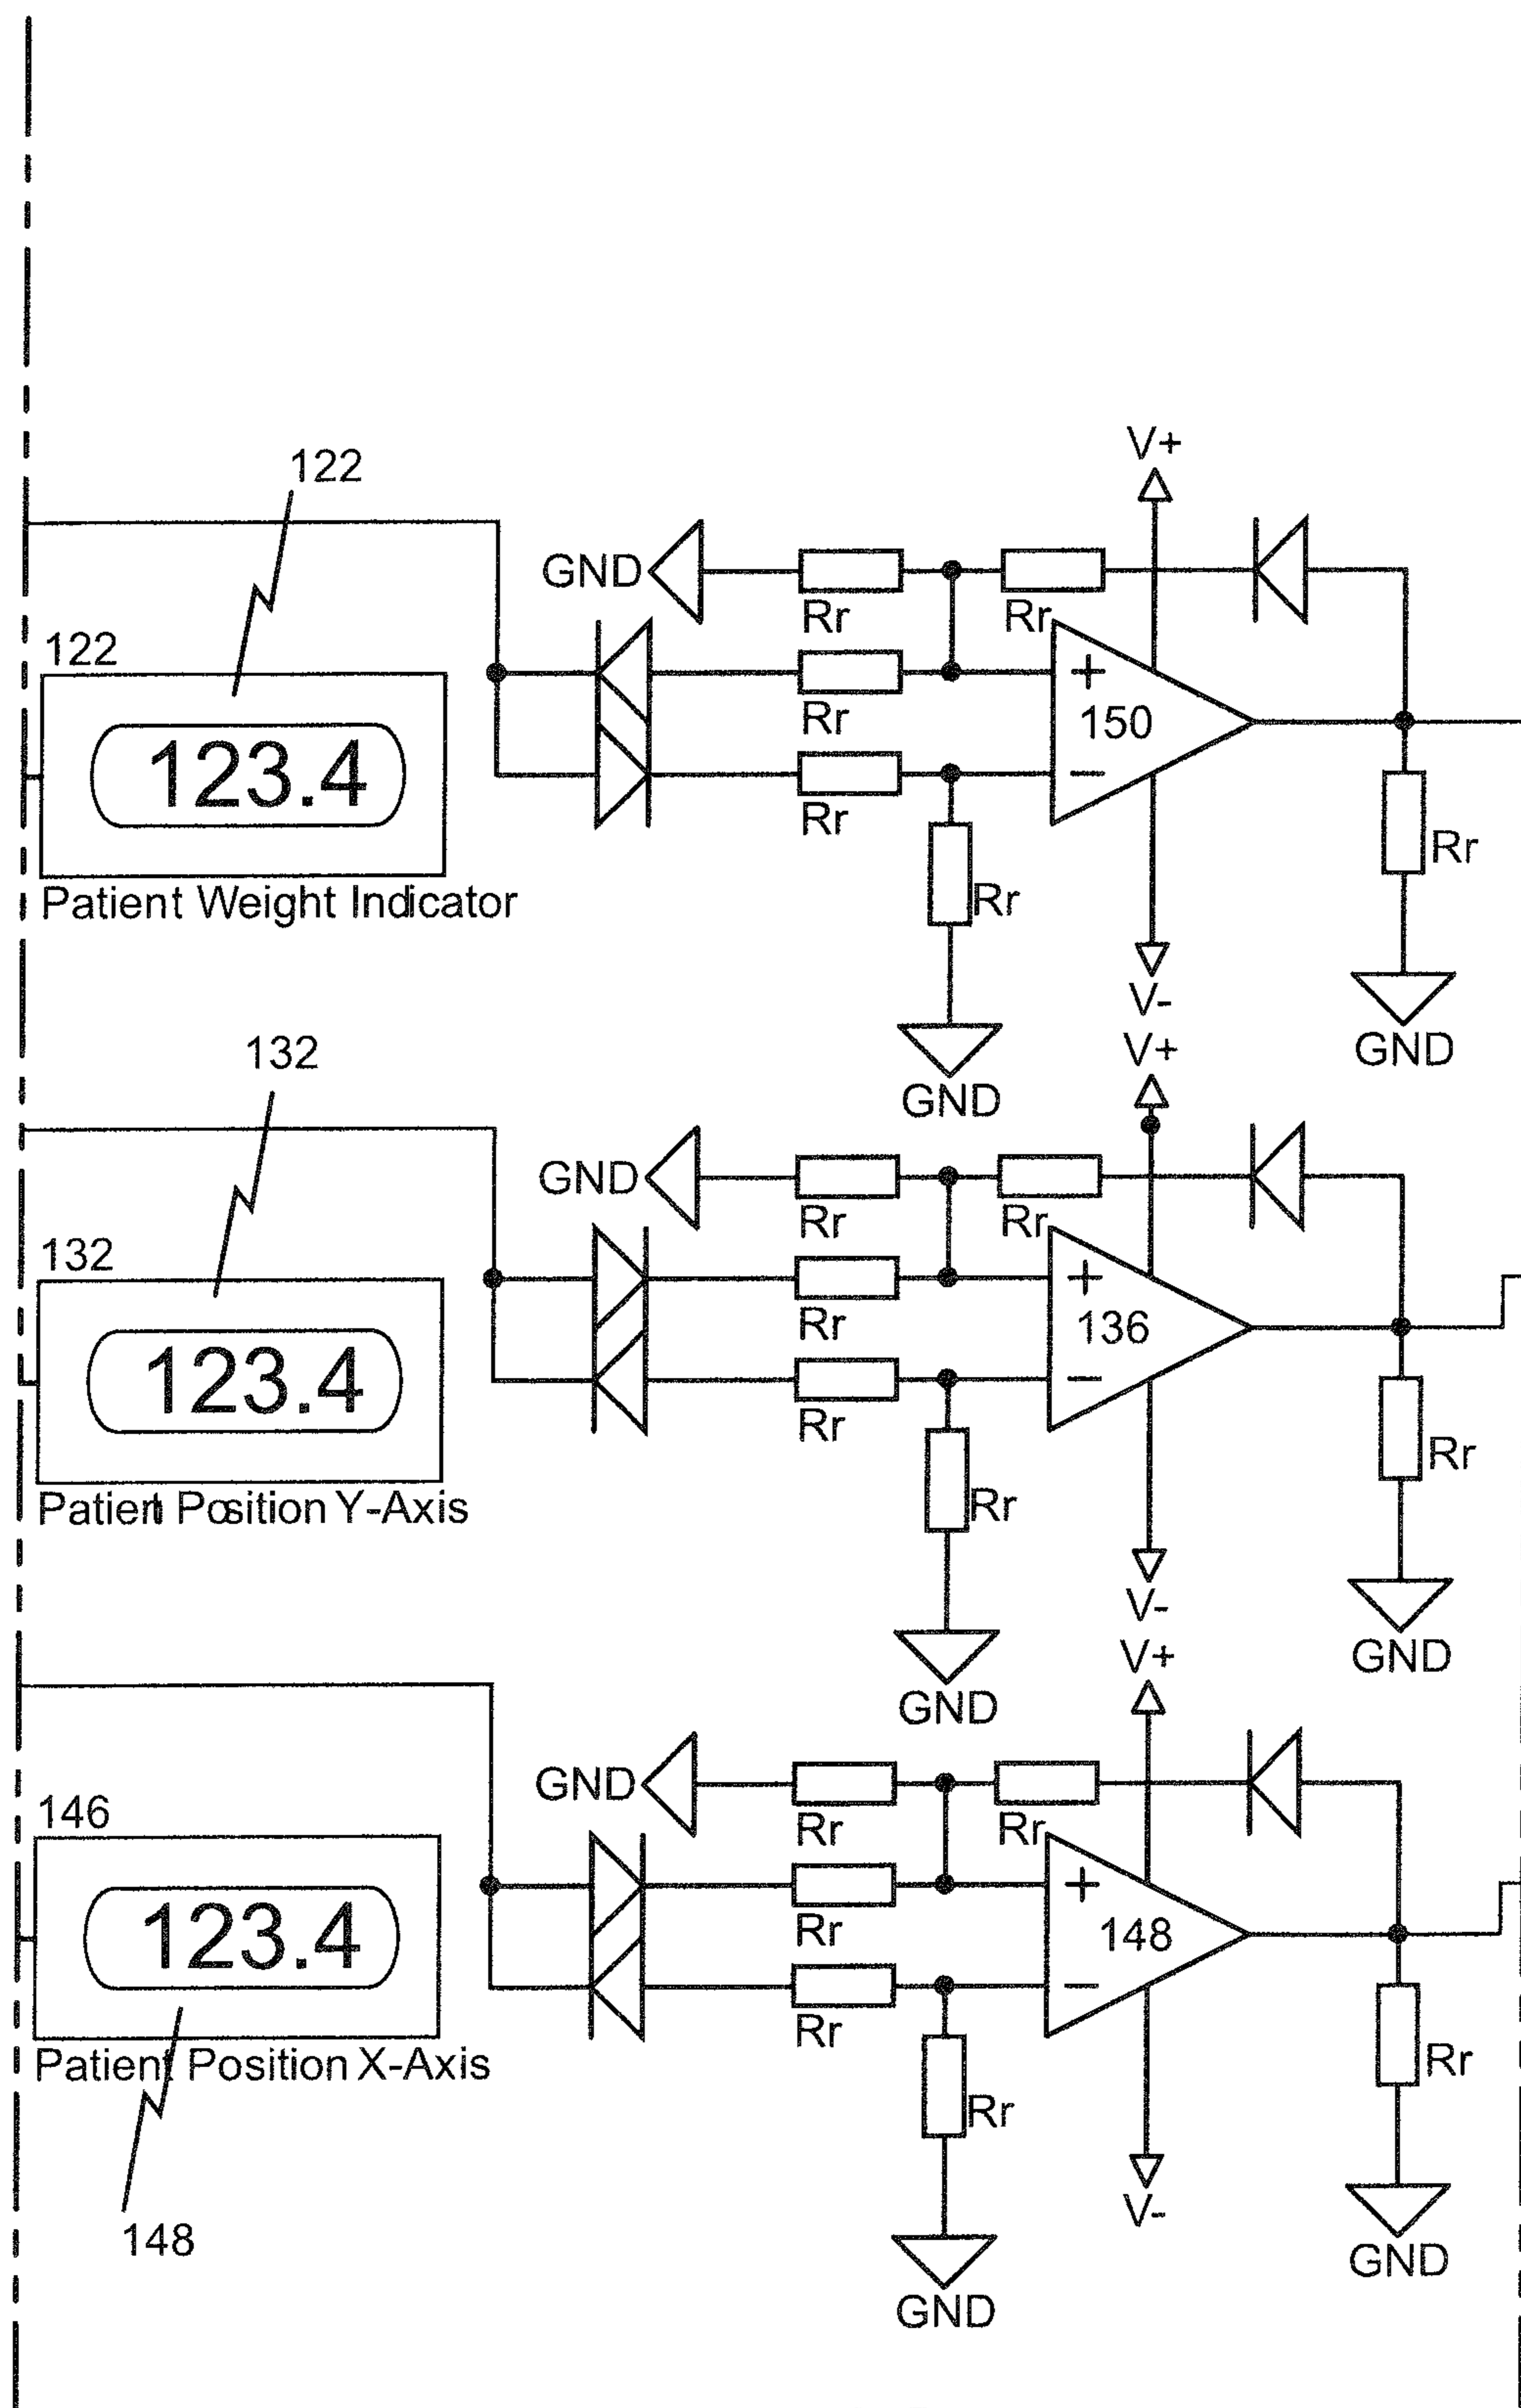 V+
122
GND
Rr
Rr
122
Rr
+
150
123.4
−
Rr
Rr
Rr
Patient Weight Indicator
V-
GND
GND
132
V+
GND
Rr
Rr
132
Rr
+
136
123.4
−
Rr
Rr
Rr
Patient Position Y-Axis
V-
GND
GND
V+
GND
146
Rr
Rr
Rr
+
148
123.4
−
Rr
Rr
Rr
Patient Position X-Axis
V-
148
GND
GND